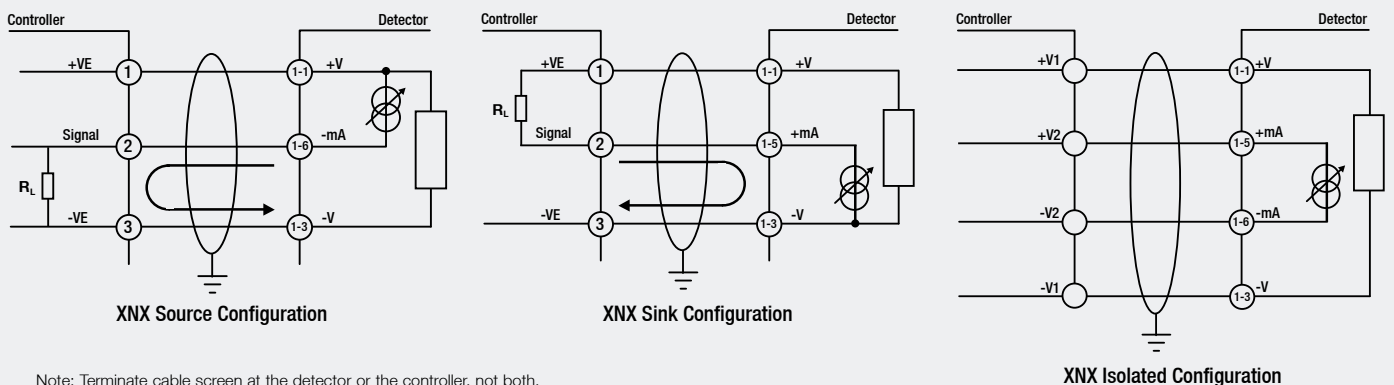 Controller
Detector
+VE
1
1-1
+V
Signal
2
1-6
-mA
RL
-VE
3
1-3
-V
XNX Source Configuration
Controller
Detector
+VE
1
1-1
+V
RL
Signal
2
1-5
+mA
-VE
3
1-3
-V
XNX Sink Configuration
Controller
Detector
+V1
1-1
+V
+V2
1-5
+mA
-V2
1-6
-mA
-V1
1-3
-V
XNX Isolated Configuration
Note: Terminate cable screen at the detector or the controller, not both.